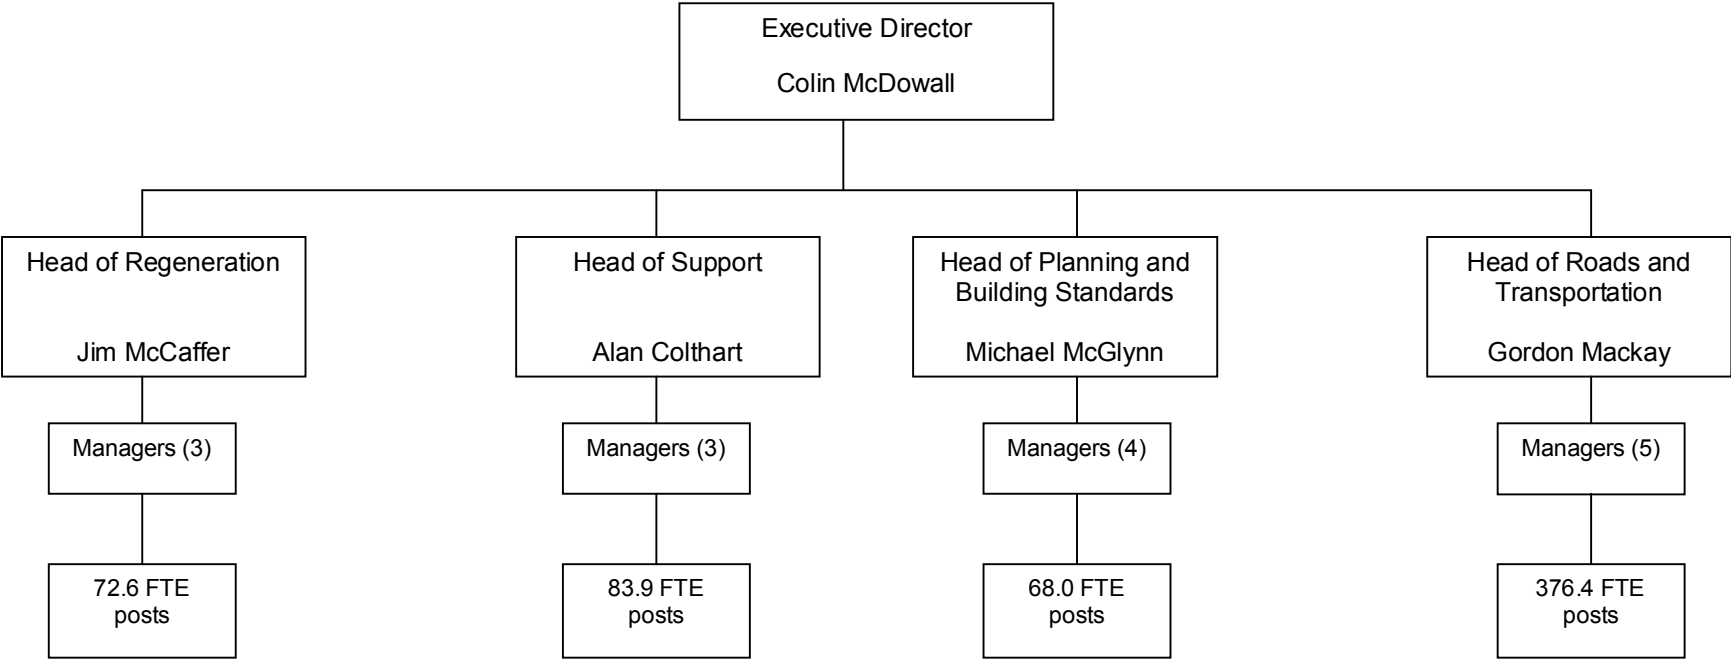 Executive Director
Colin McDowall
Head of Regeneration
Jim McCaffer
Head of Support
Alan Colthart
Head of Planning and
Building Standards
Michael McGlynn
Head of Roads and
Transportation
Gordon Mackay
Managers (3)
Managers (3)
Managers (4)
Managers (5)
72.6 FTE
posts
83.9 FTE
posts
68.0 FTE
posts
376.4 FTE
posts